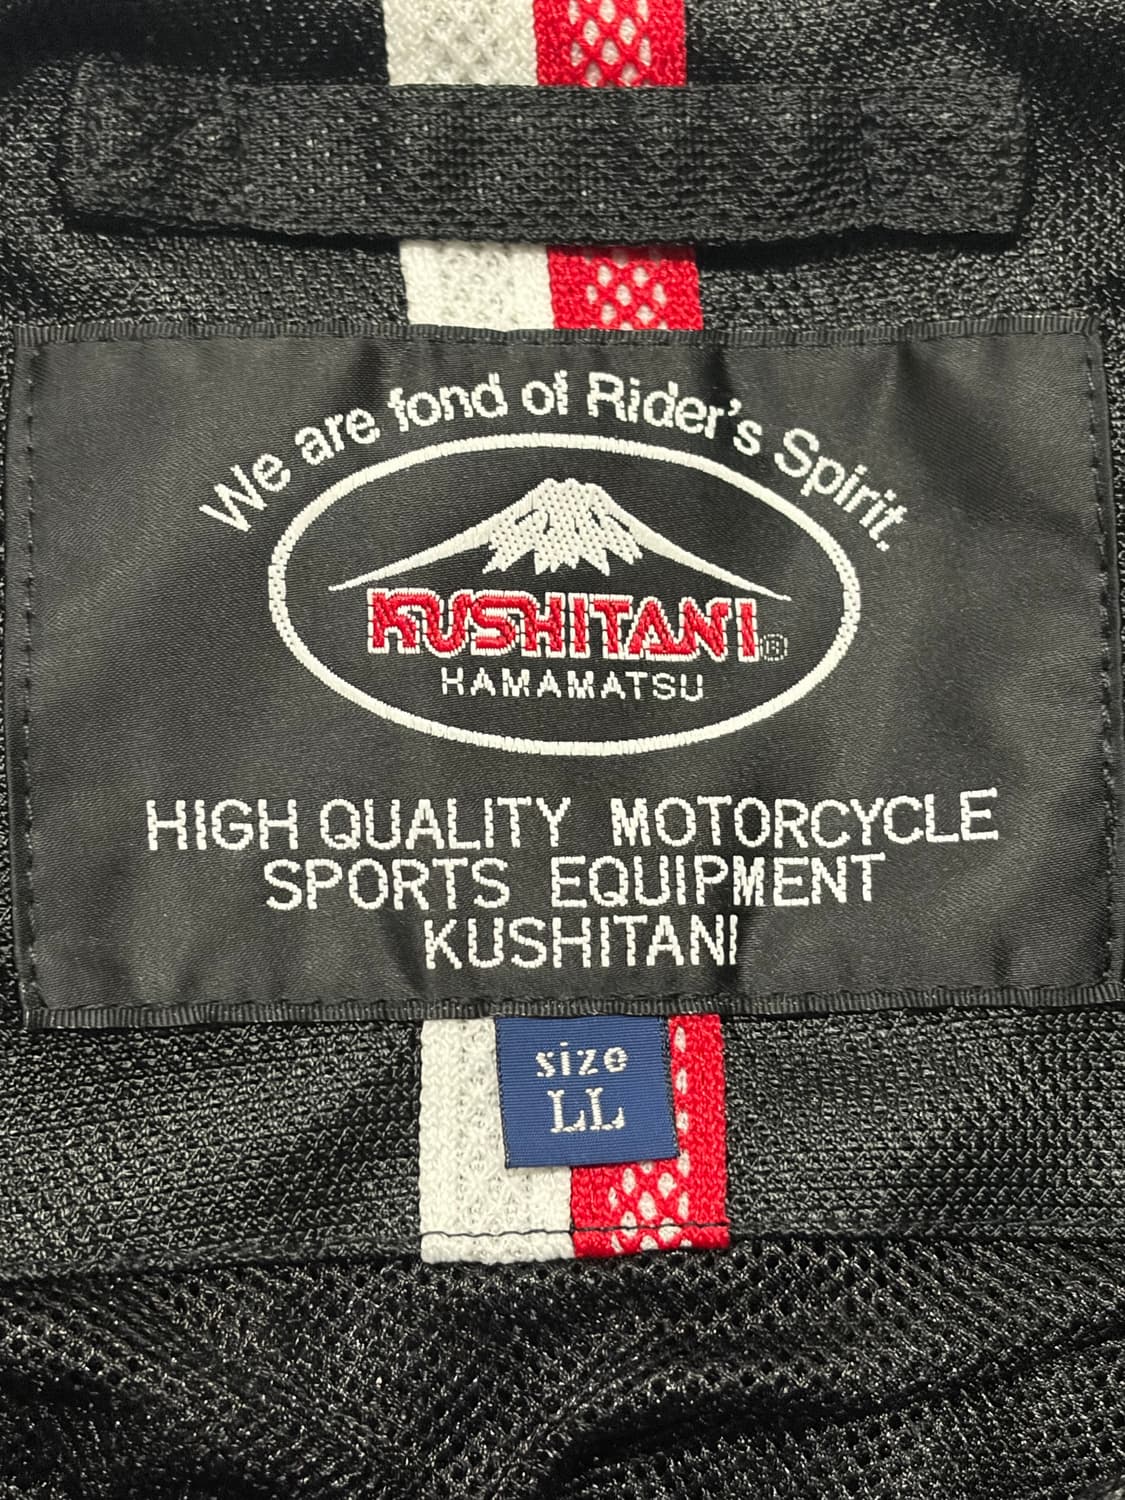 We are fond of Rider's Spirit.
KUSHITANI®
HAMAMATSU
HIGH QUALITY MOTORCYCLE
SPORTS EQUIPMENT
KUSHITANI
size
LL